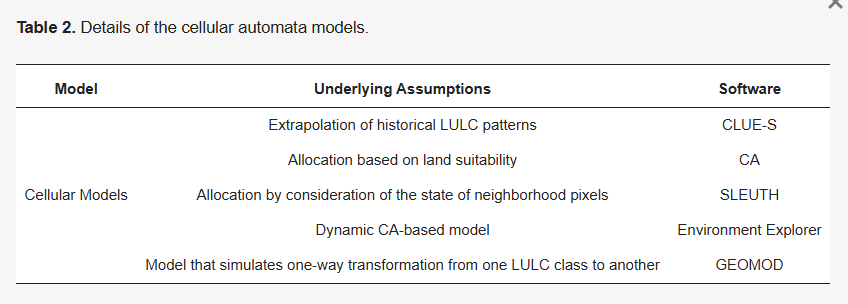 Table 2. Details of the cellular automata models.
Model Underlying Assumptions Software
Extrapolation of historical LULC patterns CLUE-S
Allocation based on land suitability CA
Cellular Models Allocation by consideration of the state of neighborhood pixels SLEUTH
Dynamic CA-based model Environment Explorer
Model that simulates one-way transformation from one LULC class to another GEOMOD